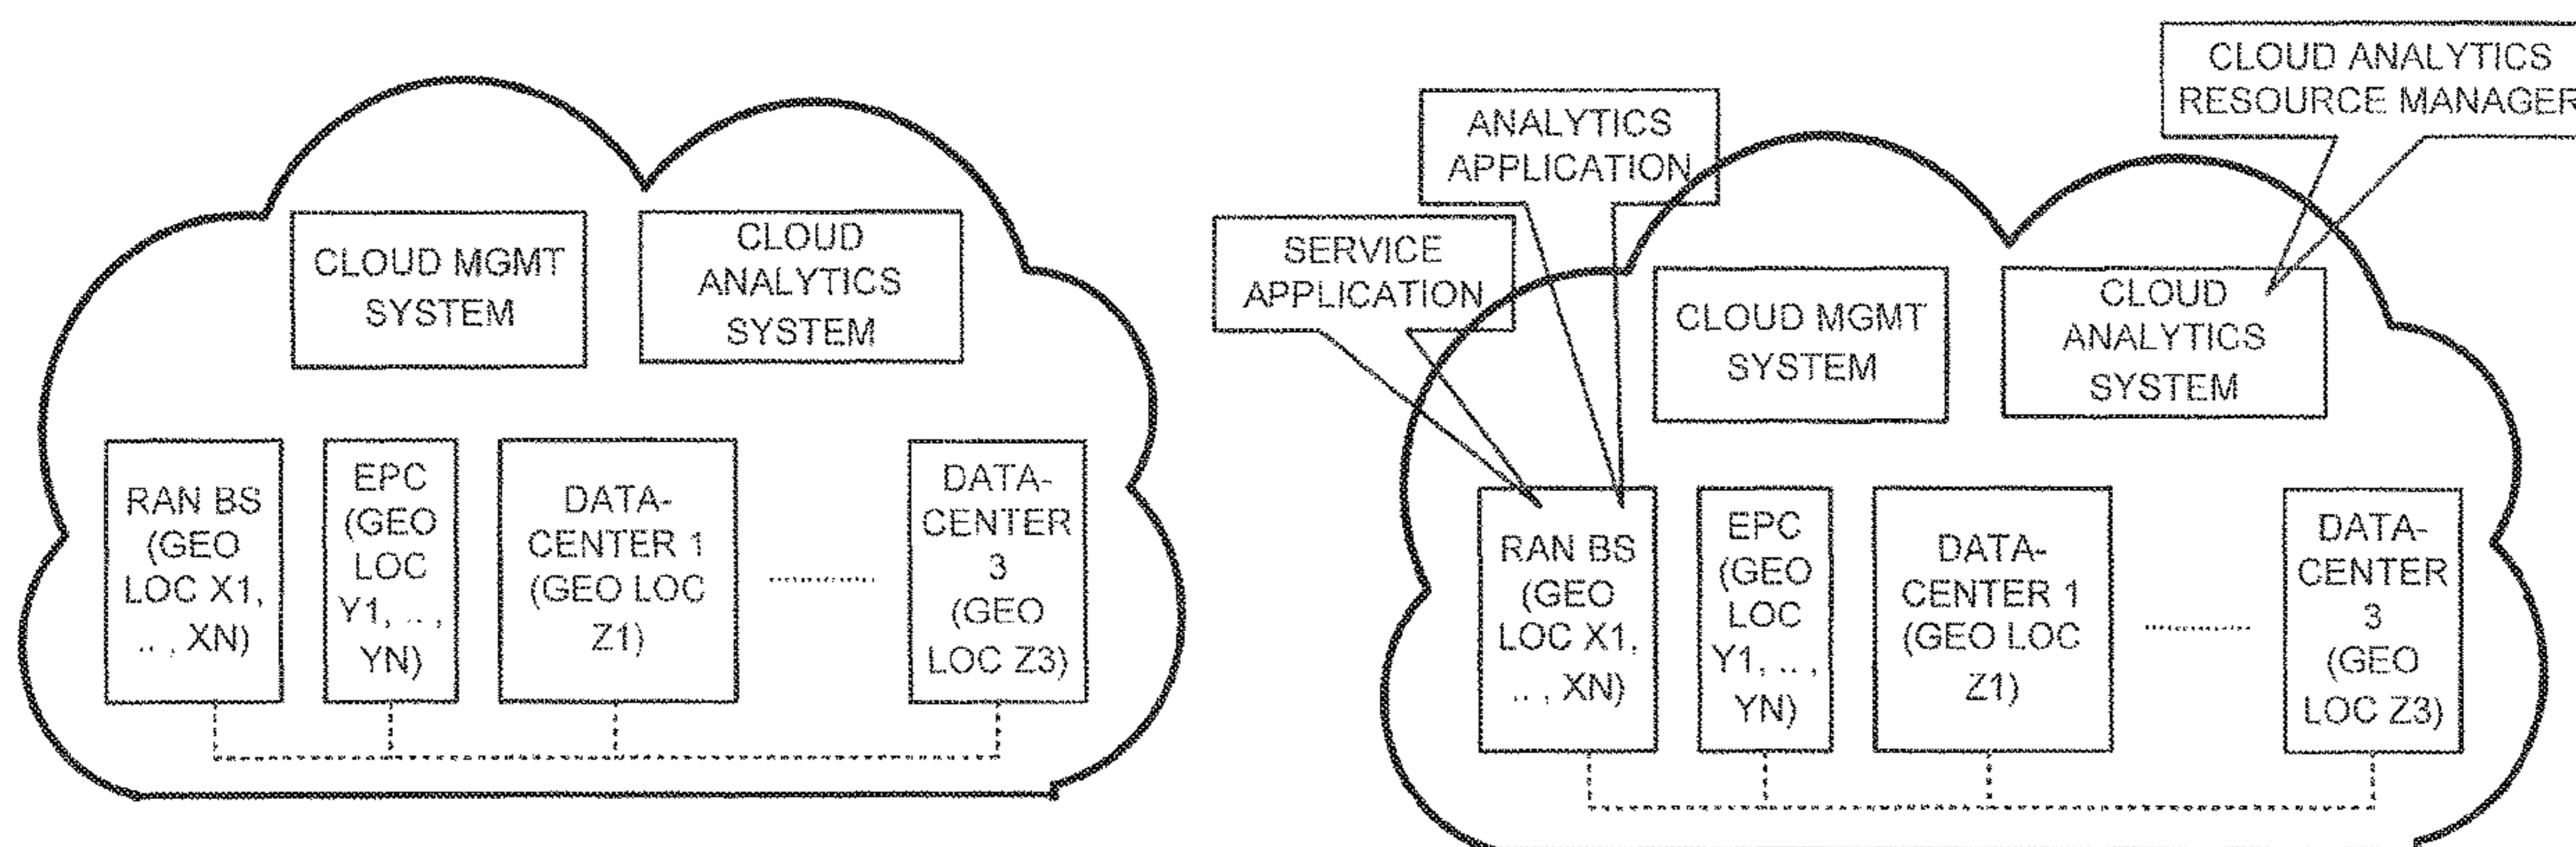 CLOUD MGMT
SYSTEM
CLOUD
ANALYTICS
SYSTEM
RAN BS
(GEO
LOC X1,
.. , XN)
EPC
(GEO
LOC
Y1, .. ,
YN)
DATA-
CENTER 1
(GEO LOC
Z1)
DATA-
CENTER
3
(GEO
LOC Z3)
CLOUD ANALYTICS
RESOURCE MANAGER
ANALYTICS
APPLICATION
SERVICE
APPLICATION
CLOUD MGMT
SYSTEM
CLOUD
ANALYTICS
SYSTEM
RAN BS
(GEO
LOC X1,
.. , XN)
EPC
(GEO
LOC
Y1, .. ,
YN)
DATA-
CENTER 1
(GEO LOC
Z1)
DATA-
CENTER
3
(GEO
LOC Z3)